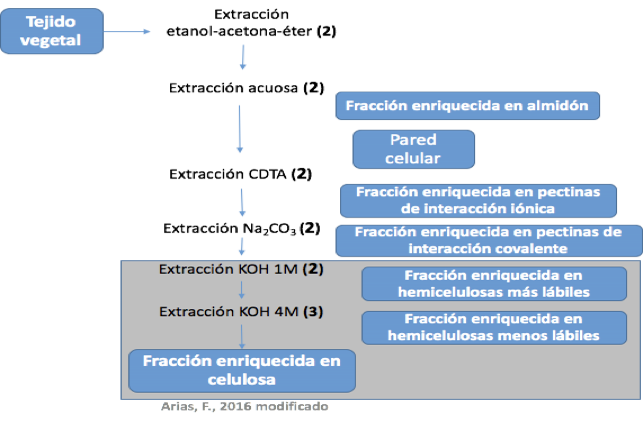 Tejido
vegetal
Extracción
etanol-acetona-éter (2)
Extracción acuosa (2)
Fracción enriquecida en almidón
Pared
celular
Extracción CDTA (2)
Fracción enriquecida en pectinas
de interacción iónica
Extracción Na₂CO₃ (2)
Fracción enriquecida en pectinas de
interacción covalente
Extracción KOH 1M (2)
Fracción enriquecida en
hemicelulosas más lábiles
Extracción KOH 4M (3)
Fracción enriquecida en
hemicelulosas menos lábiles
Fracción enriquecida en
celulosa
Arias, F., 2016 modificado